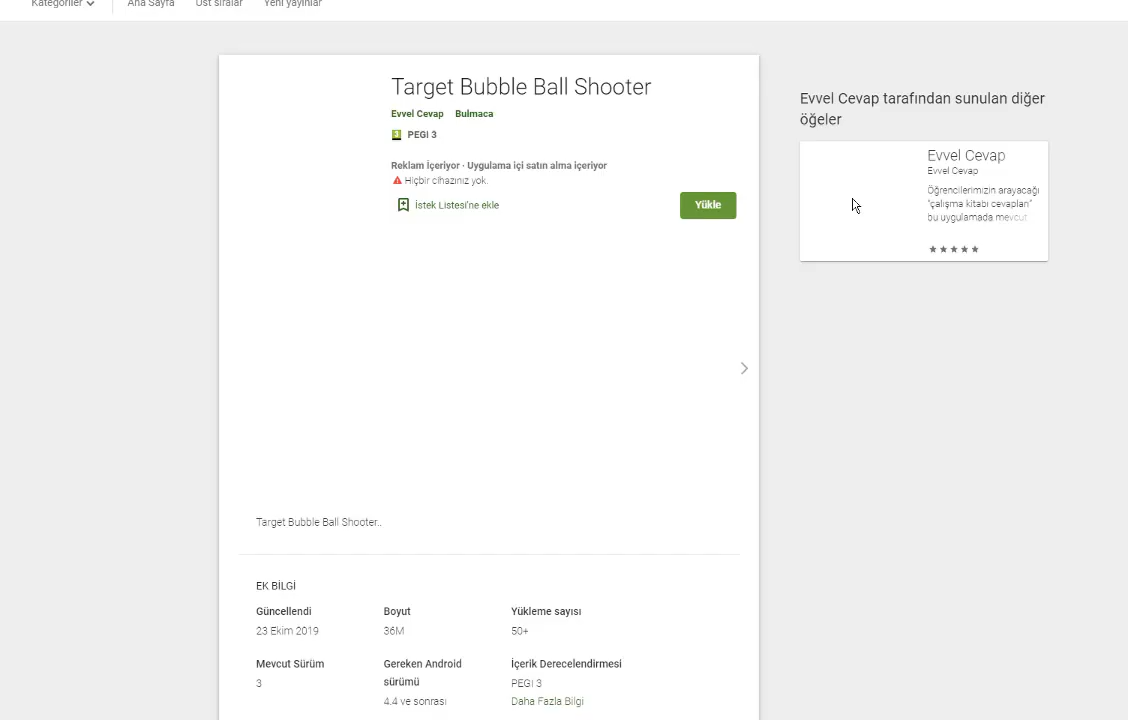 Kategoriler Ana Sayfa Üst sıralar Yeni yayınlar
Target Bubble Ball Shooter
Evvel Cevap Bulmaca
3 PEGI 3
Reklam İçeriyor · Uygulama içi satın alma içeriyor
Hiçbir cihazınız yok.
İstek Listesi'ne ekle
Yükle
Target Bubble Ball Shooter..
EK BİLGİ
Güncellendi
23 Ekim 2019
Boyut
36M
Yükleme sayısı
50+
Mevcut Sürüm
3
Gereken Android
sürümü
4.4 ve sonrası
İçerik Derecelendirmesi
PEGI 3
Daha Fazla Bilgi
Evvel Cevap tarafından sunulan diğer
öğeler
Evvel Cevap
Evvel Cevap
Öğrencilerimizin arayacağı
"çalışma kitabı cevapları"
bu uygulamada mevcut